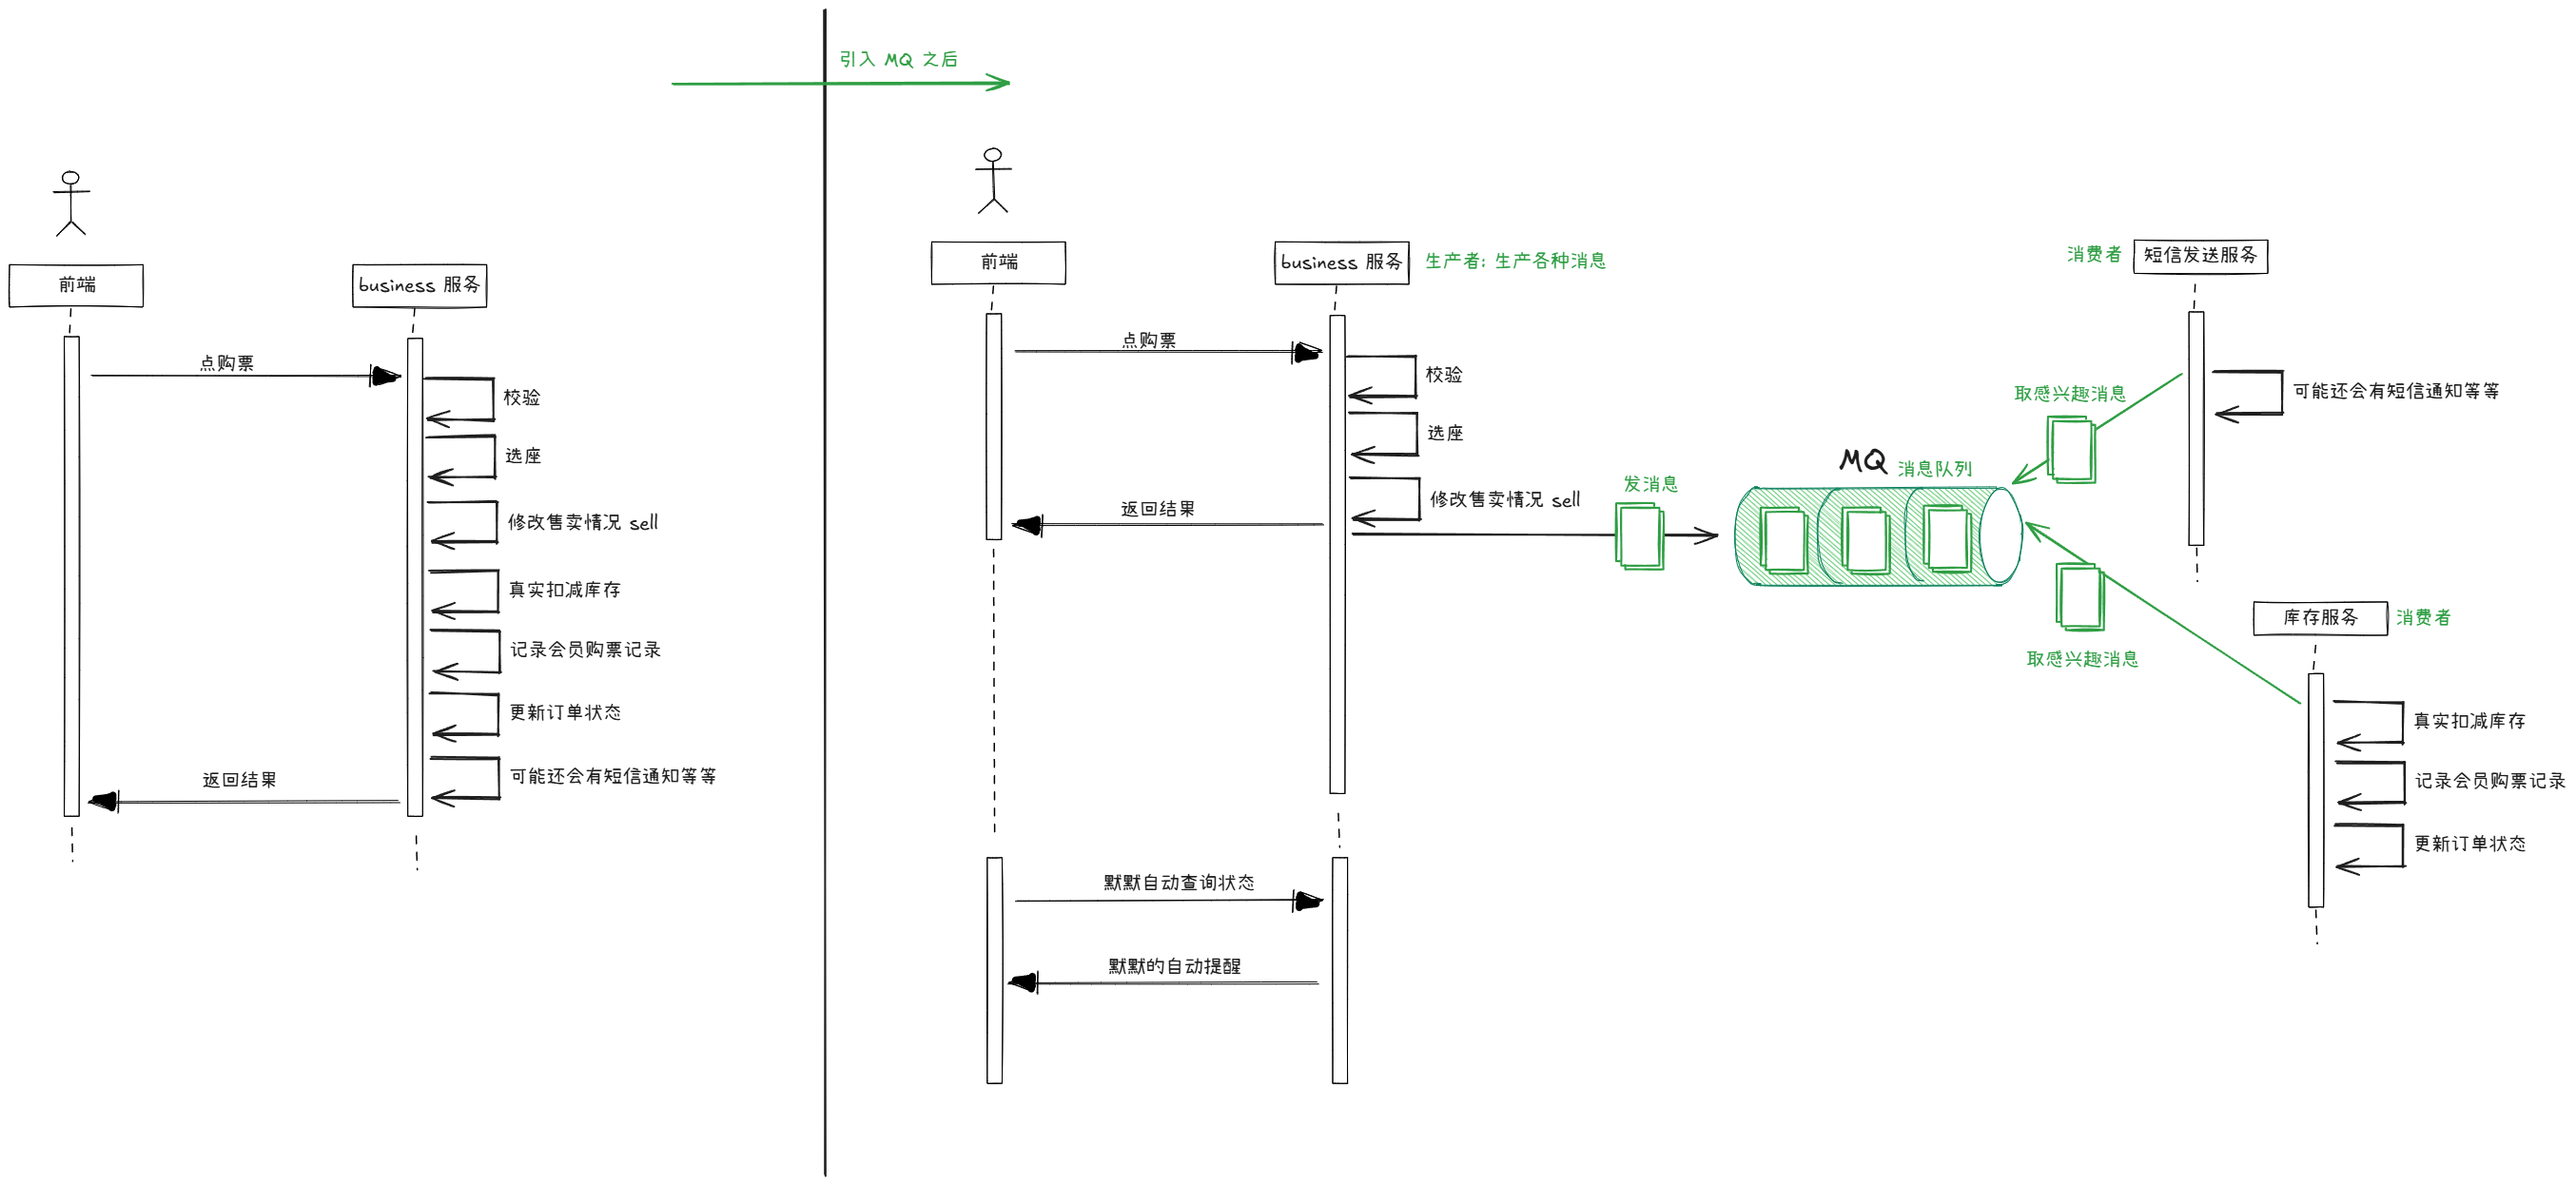 引入 MQ 之后
前端
business 服务
点购票
校验
选座
修改售卖情况 sell
真实扣减库存
记录会员购票记录
更新订单状态
可能还会有短信通知等等
返回结果
前端
business 服务
生产者: 生产各种消息
点购票
校验
选座
修改售卖情况 sell
返回结果
发消息
MQ 消息队列
消费者
短信发送服务
可能还会有短信通知等等
取感兴趣消息
库存服务
消费者
取感兴趣消息
真实扣减库存
记录会员购票记录
更新订单状态
默默自动查询状态
默默的自动提醒